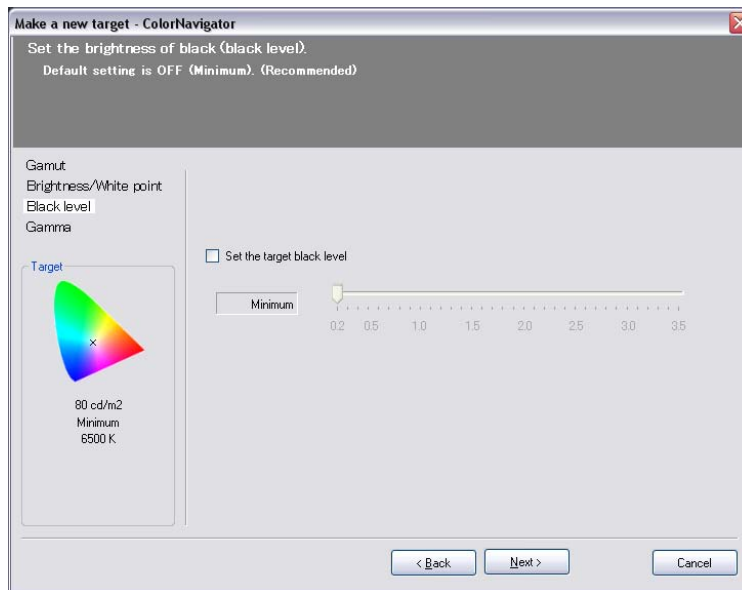 Make a new target - ColorNavigator
Set the brightness of black (black level).
Default setting is OFF (Minimum). (Recommended)
Gamut
Brightness/White point
Black level
Gamma
Target
80 cd/m2
Minimum
6500 K
Set the target black level
Minimum
0.2 0.5 1.0 1.5 2.0 2.5 3.0 3.5
< Back Next > Cancel